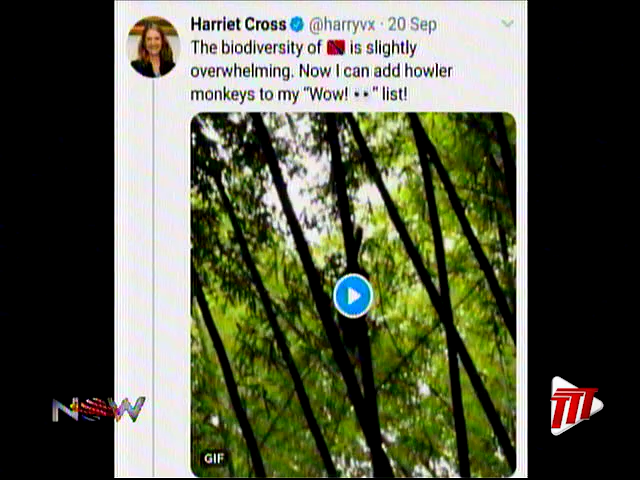 Harriet Cross @harryvx · 20 Sep
The biodiversity of 🇹🇹 is slightly
overwhelming. Now I can add howler
monkeys to my “Wow! 👀” list!
GIF
NOW